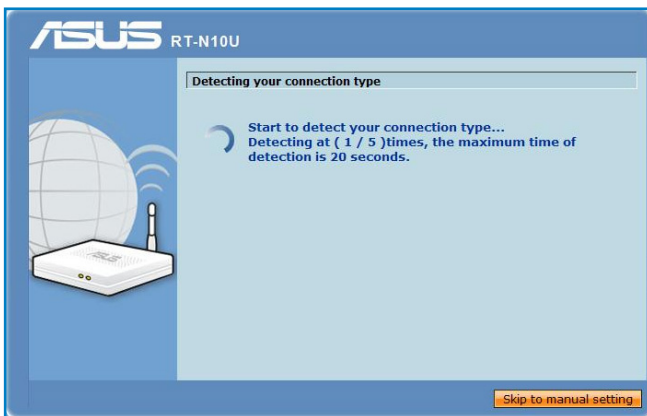 ASUS RT-N10U
Detecting your connection type
Start to detect your connection type...
Detecting at ( 1 / 5 )times, the maximum time of
detection is 20 seconds.
ASUS
Skip to manual setting